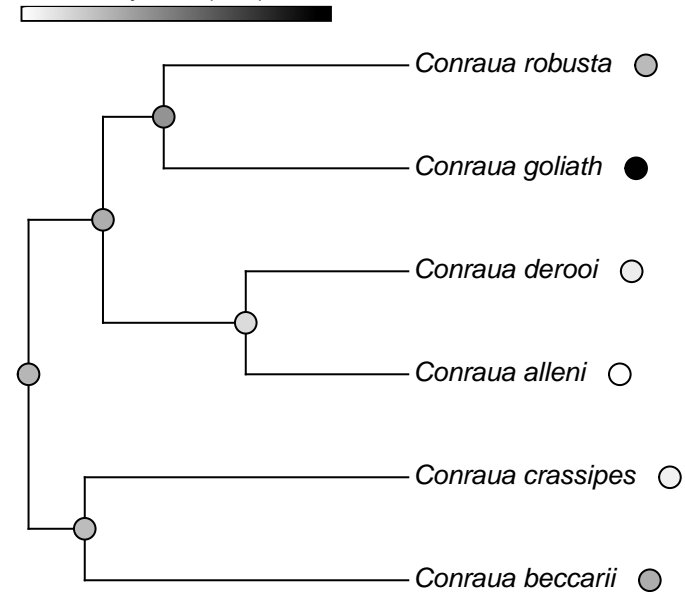 Conraua robusta
Conraua goliath
Conraua derooi
Conraua alleni
Conraua crassipes
Conraua beccarii